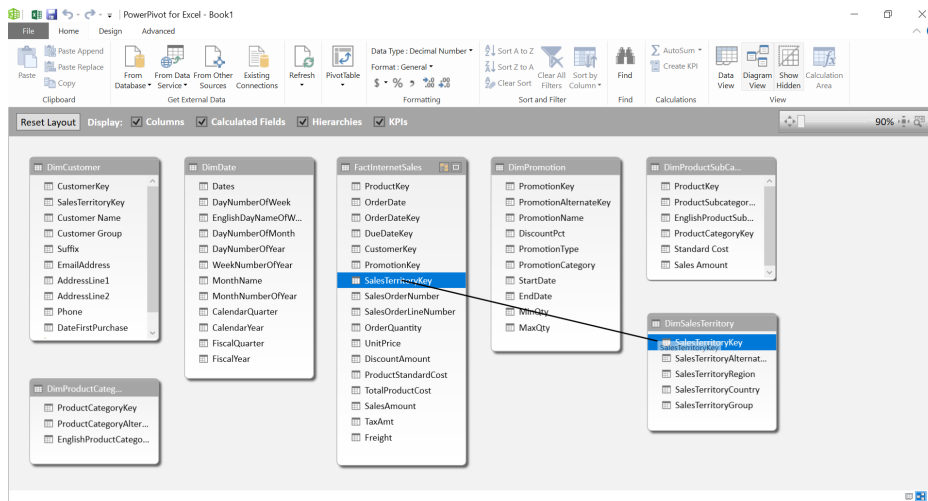 PowerPivot for Excel - Book1
File Home Design Advanced
Paste
Paste Append
Paste Replace
Copy
Clipboard
From Database
From Data Service
From Other Sources
Existing Connections
Get External Data
Refresh
PivotTable
Data Type : Decimal Number
Format : General
$ % , .00 .00
Formatting
Sort A to Z
Sort Z to A
Clear Sort
Clear All Filters
Sort by Column
Sort and Filter
Find
Find
AutoSum
Create KPI
Calculations
Data View
Diagram View
Show Hidden
Calculation Area
View
Reset Layout Display: Columns Calculated Fields Hierarchies KPIs 90%
DimCustomer
CustomerKey
SalesTerritoryKey
Customer Name
Customer Group
Suffix
EmailAddress
AddressLine1
AddressLine2
Phone
DateFirstPurchase
DimDate
Dates
DayNumberOfWeek
EnglishDayNameOfW...
DayNumberOfMonth
DayNumberOfYear
WeekNumberOfYear
MonthName
MonthNumberOfYear
CalendarQuarter
CalendarYear
FiscalQuarter
FiscalYear
FactInternetSales
ProductKey
OrderDate
OrderDateKey
DueDateKey
CustomerKey
PromotionKey
SalesTerritoryKey
SalesOrderNumber
SalesOrderLineNumber
OrderQuantity
UnitPrice
DiscountAmount
ProductStandardCost
TotalProductCost
SalesAmount
TaxAmt
Freight
DimPromotion
PromotionKey
PromotionAlternateKey
PromotionName
DiscountPct
PromotionType
PromotionCategory
StartDate
EndDate
MinQty
MaxQty
DimProductSubCa...
ProductKey
ProductSubcategor...
EnglishProductSub...
ProductCategoryKey
Standard Cost
Sales Amount
DimSalesTerritory
SalesTerritoryKey
SalesTerritoryKey
SalesTerritoryAlternat...
SalesTerritoryRegion
SalesTerritoryCountry
SalesTerritoryGroup
DimProductCateg...
ProductCategoryKey
ProductCategoryAlter...
EnglishProductCatego...